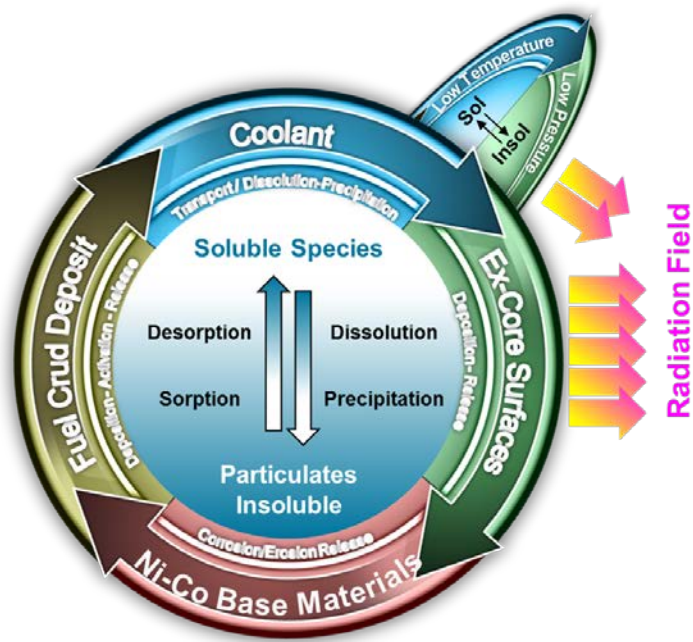 Low Temperature
Low Pressure
Sol
Insol
Coolant
Transport / Dissolution-Precipitation
Soluble Species
Desorption
Dissolution
Sorption
Precipitation
Particulates
Insoluble
Fuel Crud Deposit
Deposition - Activation - Release
Ex-Core Surfaces
Deposition - Release
Radiation Field
Corrosion/Erosion Release
Ni-Co Base Materials